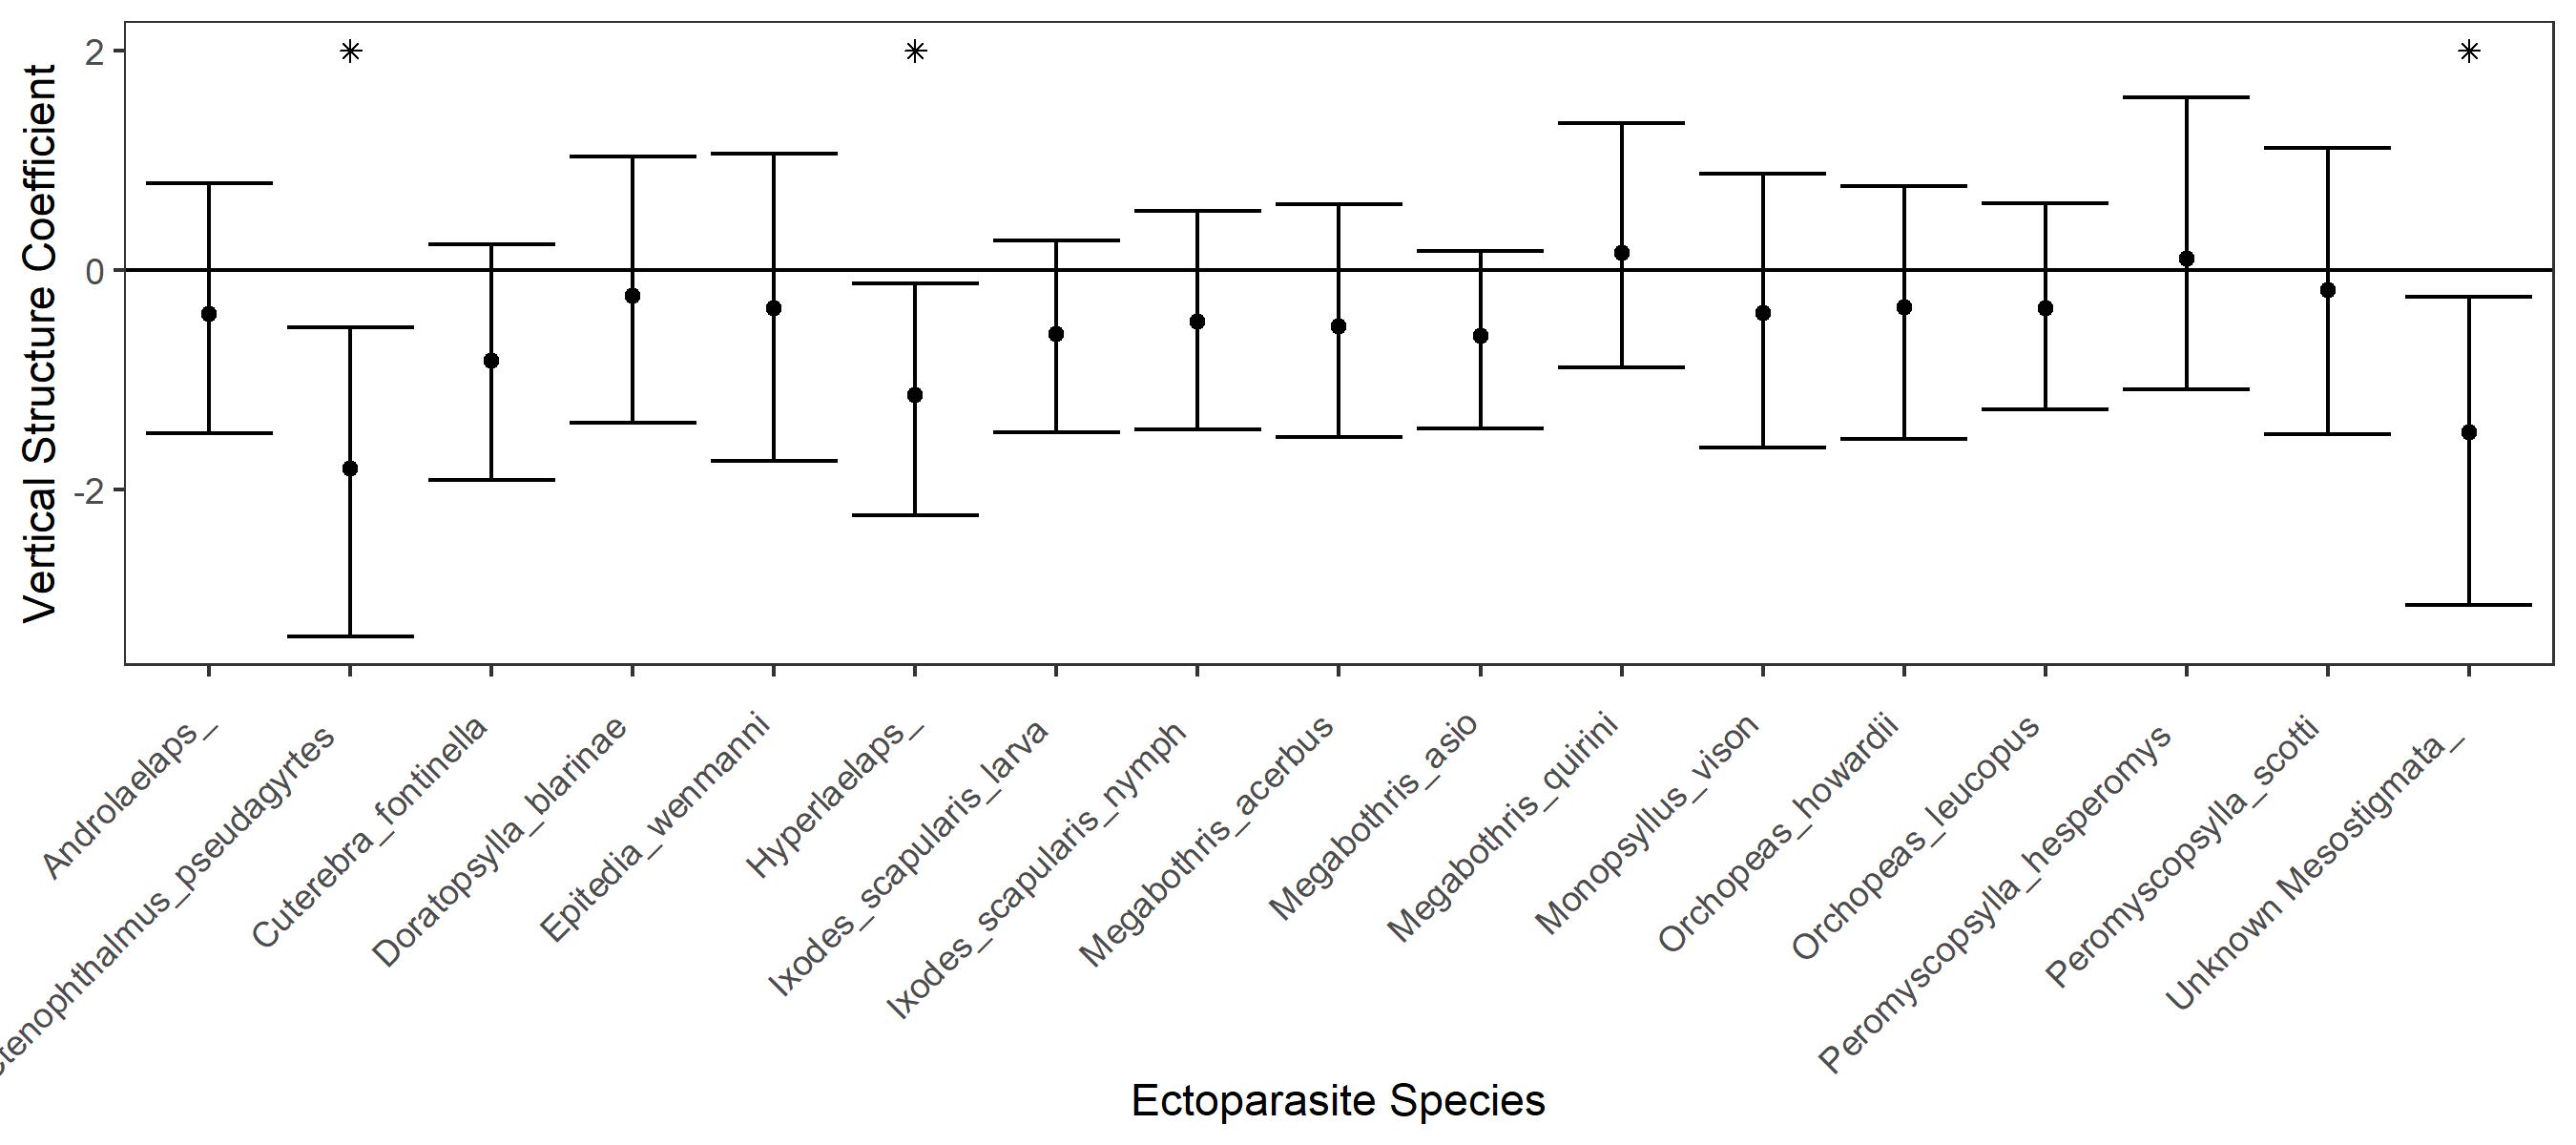 Vertical Structure Coefficient
2
0
-2
Androlaelaps_
tenophthalmus_pseudagyrtes
Cuterebra_fontinella
Doratopsylla_blarinae
Epitedia_wenmanni
Hyperlaelaps_
Ixodes_scapularis_larva
Ixodes_scapularis_nymph
Megabothris_acerbus
Megabothris_asio
Megabothris_quirini
Monopsyllus_vison
Orchopeas_howardii
Orchopeas_leucopus
Peromyscopsylla_hesperomys
Peromyscopsylla_scotti
Unknown Mesostigmata_
Ectoparasite Species